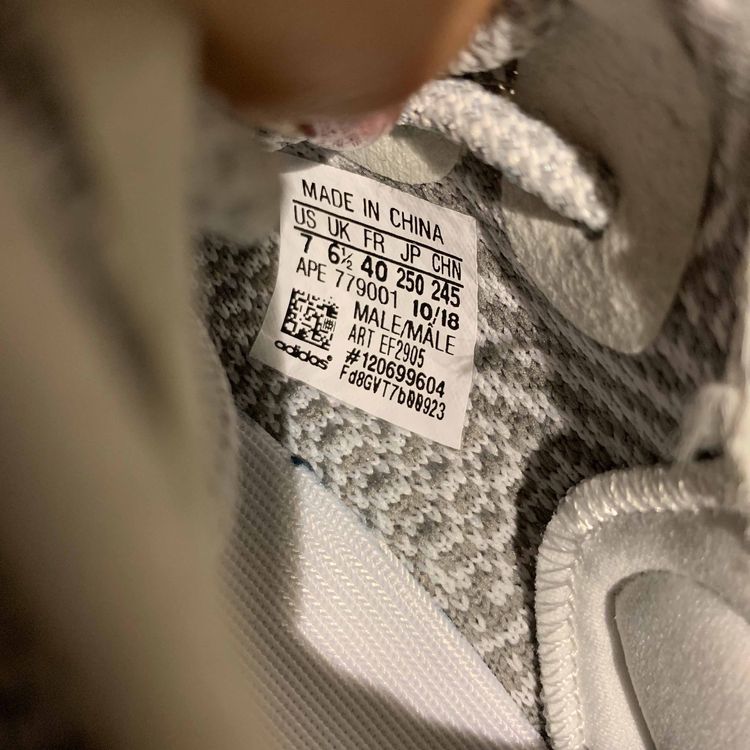 MADE IN CHINA
US UK FR JP CHN
7 6½ 40 250 245
APE 779001 10/18
MALE/MÂLE
ART EF2905
#120699604
adidas
Fd8GVT7b00923